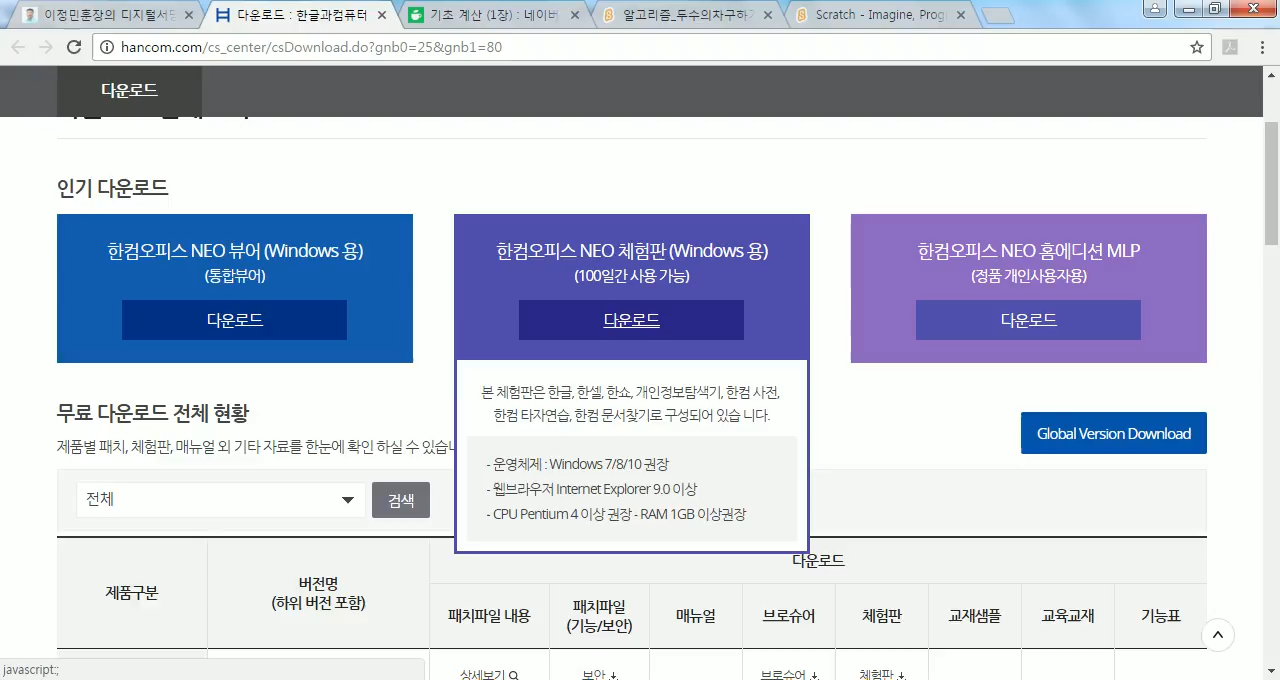 이정민훈장의 디지털서당
다운로드 : 한글과컴퓨터
기초 계산 (1장) : 네이버
알고리즘_두수의차구하기
Scratch - Imagine, Prog
hancom.com/cs_center/csDownload.do?gnb0=25&gnb1=80
다운로드
인기 다운로드
한컴오피스 NEO 뷰어 (Windows 용)
(통합뷰어)
다운로드
한컴오피스 NEO 체험판 (Windows 용)
(100일간 사용 가능)
다운로드
한컴오피스 NEO 홈에디션 MLP
(정품 개인사용자용)
다운로드
본 체험판은 한글, 한셀, 한쇼, 개인정보탐색기, 한컴 사전,
한컴 타자연습, 한컴 문서찾기로 구성되어 있습 니다.
- 운영체제 : Windows 7/8/10 권장
- 웹브라우저 Internet Explorer 9.0 이상
- CPU Pentium 4 이상 권장 - RAM 1GB 이상권장
무료 다운로드 전체 현황
제품별 패치, 체험판, 매뉴얼 외 기타 자료를 한눈에 확인 하실 수 있습니
Global Version Download
전체
검색
제품구분
버전명
(하위 버전 포함)
다운로드
패치파일 내용
패치파일
(기능/보안)
매뉴얼
브로슈어
체험판
교재샘플
교육교재
기능표
상세보기
보안
브로슈어
체험판
javascript:;